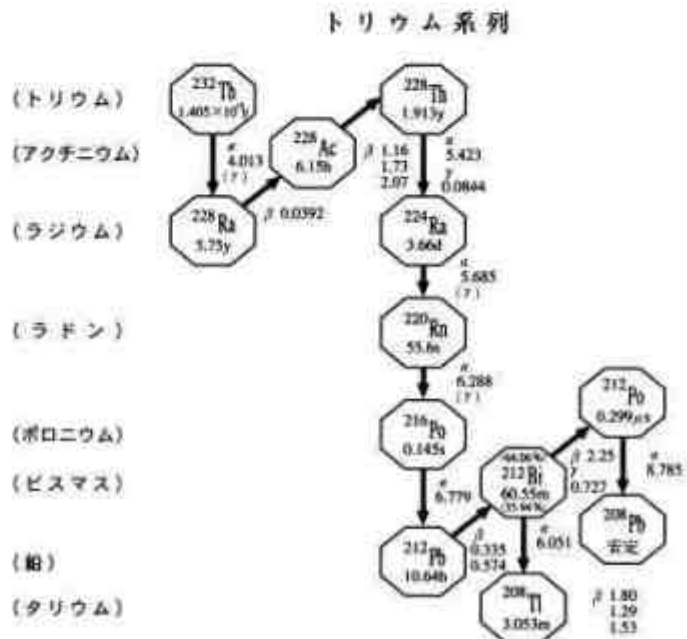 トリウム系列
(トリウム)
232Th
228Th
1.913y
(アクチニウム)
228Ac
6.15h
α
4.013
(γ)
β 1.16
1.73
2.07
α
5.423
γ
0.0844
(ラジウム)
228Ra
5.75y
β 0.0392
224Ra
3.66d
α
5.685
(γ)
(ラドン)
220Rn
55.6s
α
6.288
(γ)
(ポロニウム)
216Po
0.145s
212Po
0.299μs
(ビスマス)
α
6.779
212Bi
60.55m
β 2.25
γ
0.727
α
8.785
(鉛)
212Pb
10.64h
β
0.335
0.574
α
6.051
208Pb
安定
(タリウム)
208Tl
3.053m
β 1.80
1.29
1.53